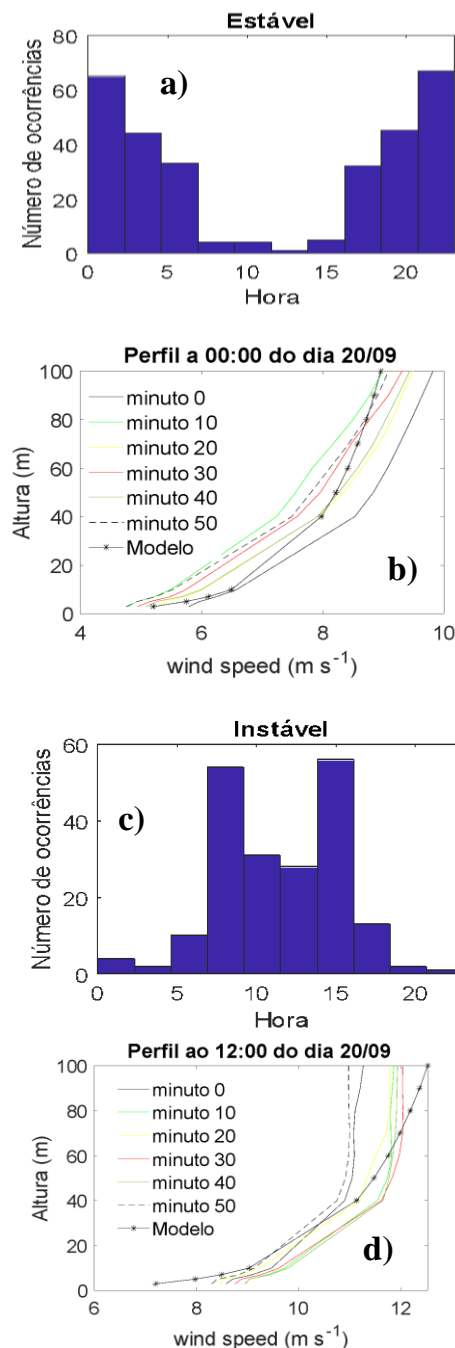 Estável
a)
Número de ocorrências
80
60
40
20
0
0 5 10 15 20
Hora
Perfil a 00:00 do dia 20/09
Altura (m)
100
80
60
40
20
0
minuto 0
minuto 10
minuto 20
minuto 30
minuto 40
minuto 50
Modelo
b)
4 6 8 10
wind speed (m s⁻¹)
Instável
c)
Número de ocorrências
60
40
20
0
0 5 10 15 20
Hora
Perfil ao 12:00 do dia 20/09
Altura (m)
100
80
60
40
20
0
minuto 0
minuto 10
minuto 20
minuto 30
minuto 40
minuto 50
Modelo
d)
6 8 10 12
wind speed (m s⁻¹)